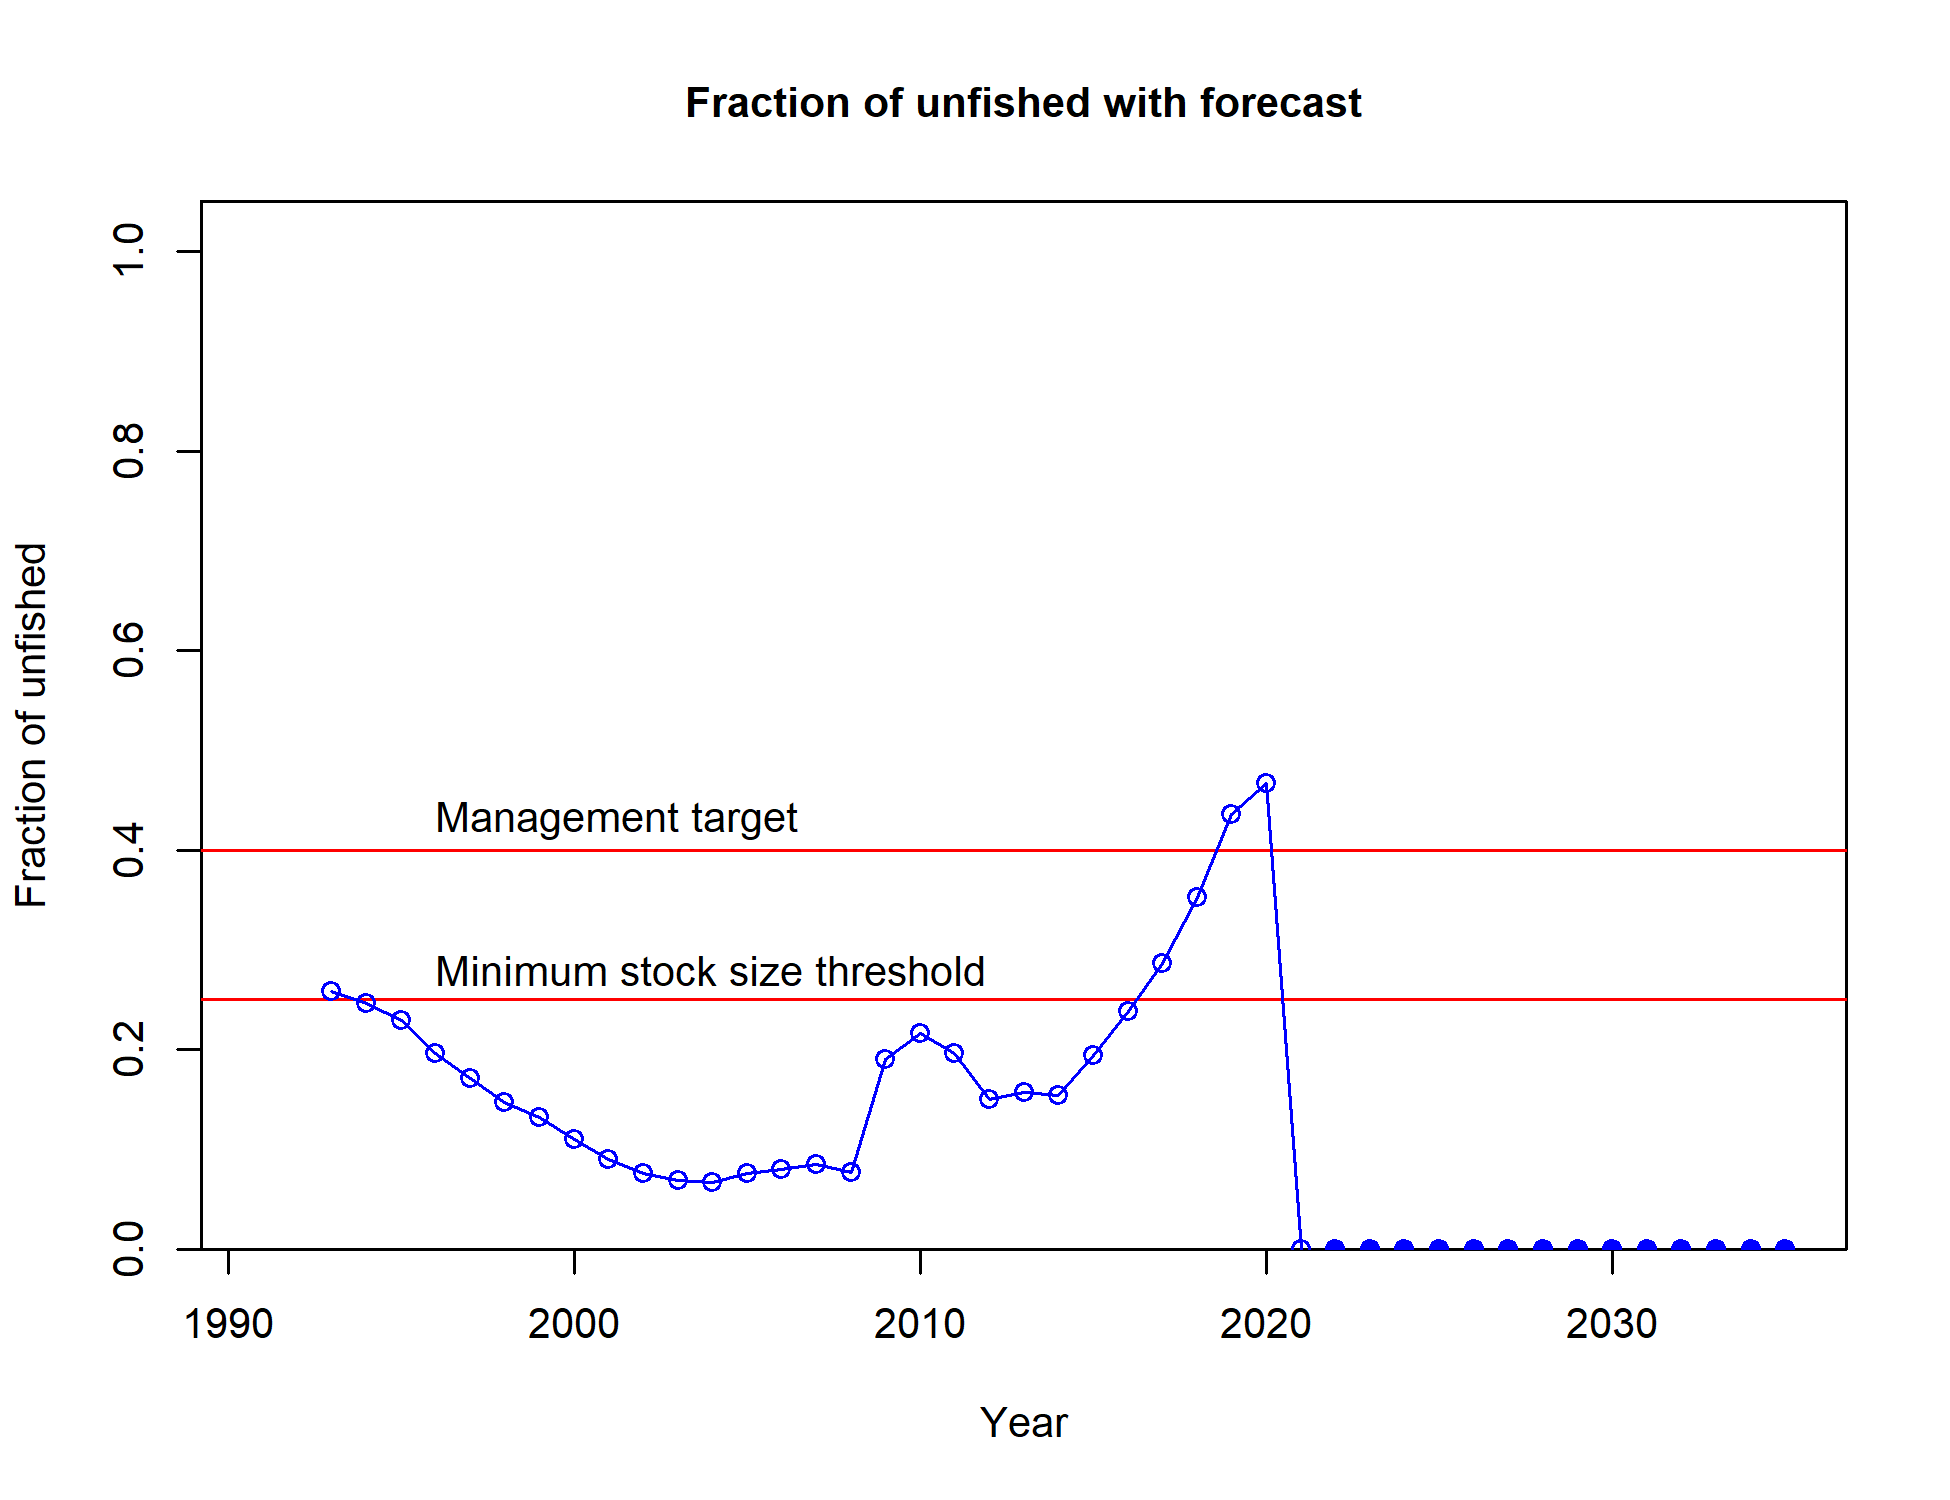 Fraction of unfished with forecast
Fraction of unfished
1.0
0.8
0.6
0.4
0.2
0.0
Management target
Minimum stock size threshold
1990 2000 2010 2020 2030
Year